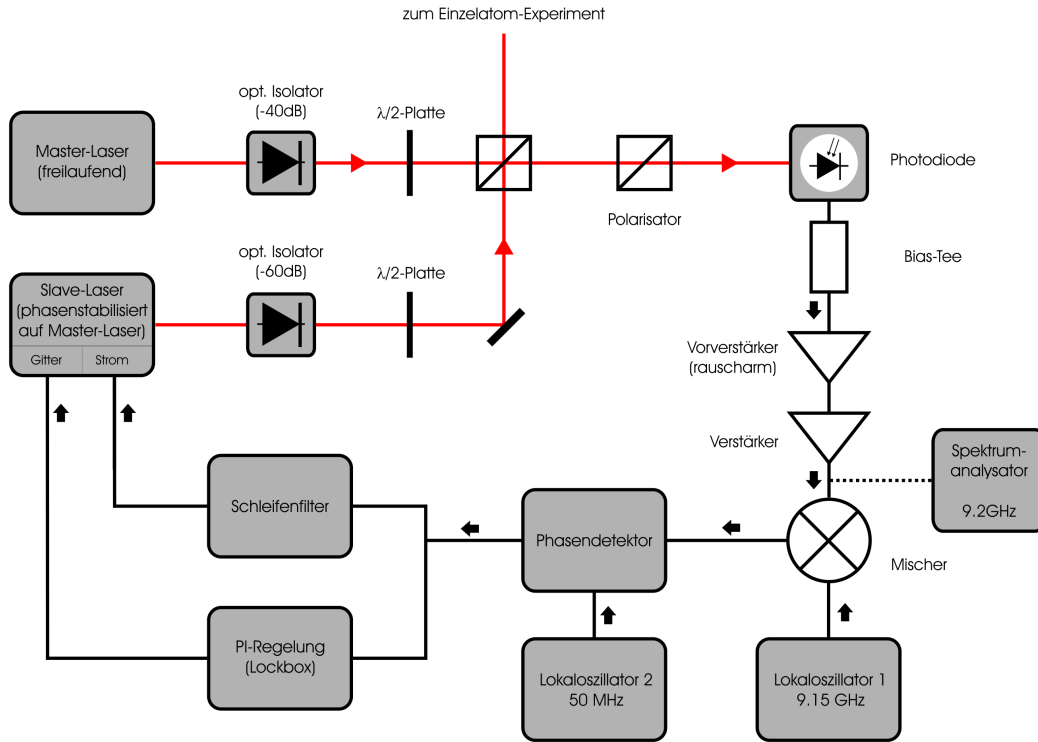 zum Einzelatom-Experiment
opt. Isolator
(-40dB)
λ/2-Platte
Master-Laser
(freilaufend)
Photodiode
Polarisator
opt. Isolator
(-60dB)
λ/2-Platte
Bias-Tee
Slave-Laser
(phasenstabilisiert
auf Master-Laser)
Gitter
Strom
Vorverstärker
(rauscharm)
Verstärker
Spektrum-
analysator
9.2GHz
Schleifenfilter
Phasendetektor
Mischer
PI-Regelung
(Lockbox)
Lokaloszillator 2
50 MHz
Lokaloszillator 1
9.15 GHz